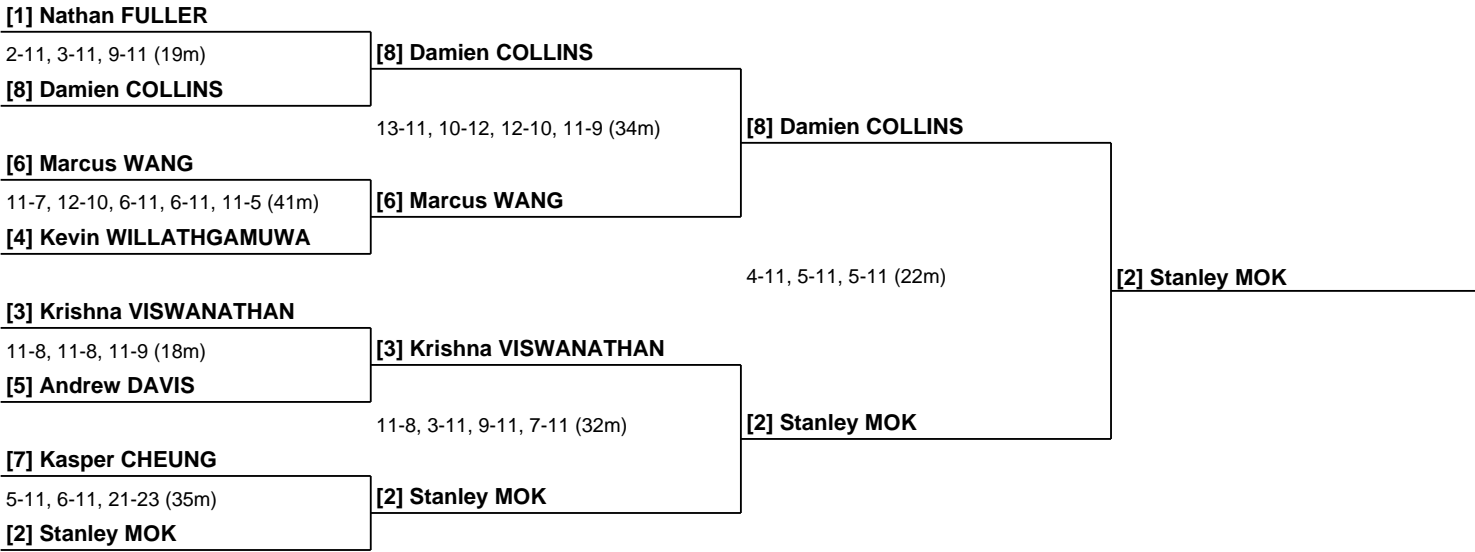 [1] Nathan FULLER
2-11, 3-11, 9-11 (19m)
[8] Damien COLLINS
[8] Damien COLLINS
13-11, 10-12, 12-10, 11-9 (34m)
[8] Damien COLLINS
[6] Marcus WANG
11-7, 12-10, 6-11, 6-11, 11-5 (41m)
[6] Marcus WANG
[4] Kevin WILLATHGAMUWA
4-11, 5-11, 5-11 (22m)
[2] Stanley MOK
[3] Krishna VISWANATHAN
11-8, 11-8, 11-9 (18m)
[3] Krishna VISWANATHAN
[5] Andrew DAVIS
11-8, 3-11, 9-11, 7-11 (32m)
[2] Stanley MOK
[7] Kasper CHEUNG
5-11, 6-11, 21-23 (35m)
[2] Stanley MOK
[2] Stanley MOK